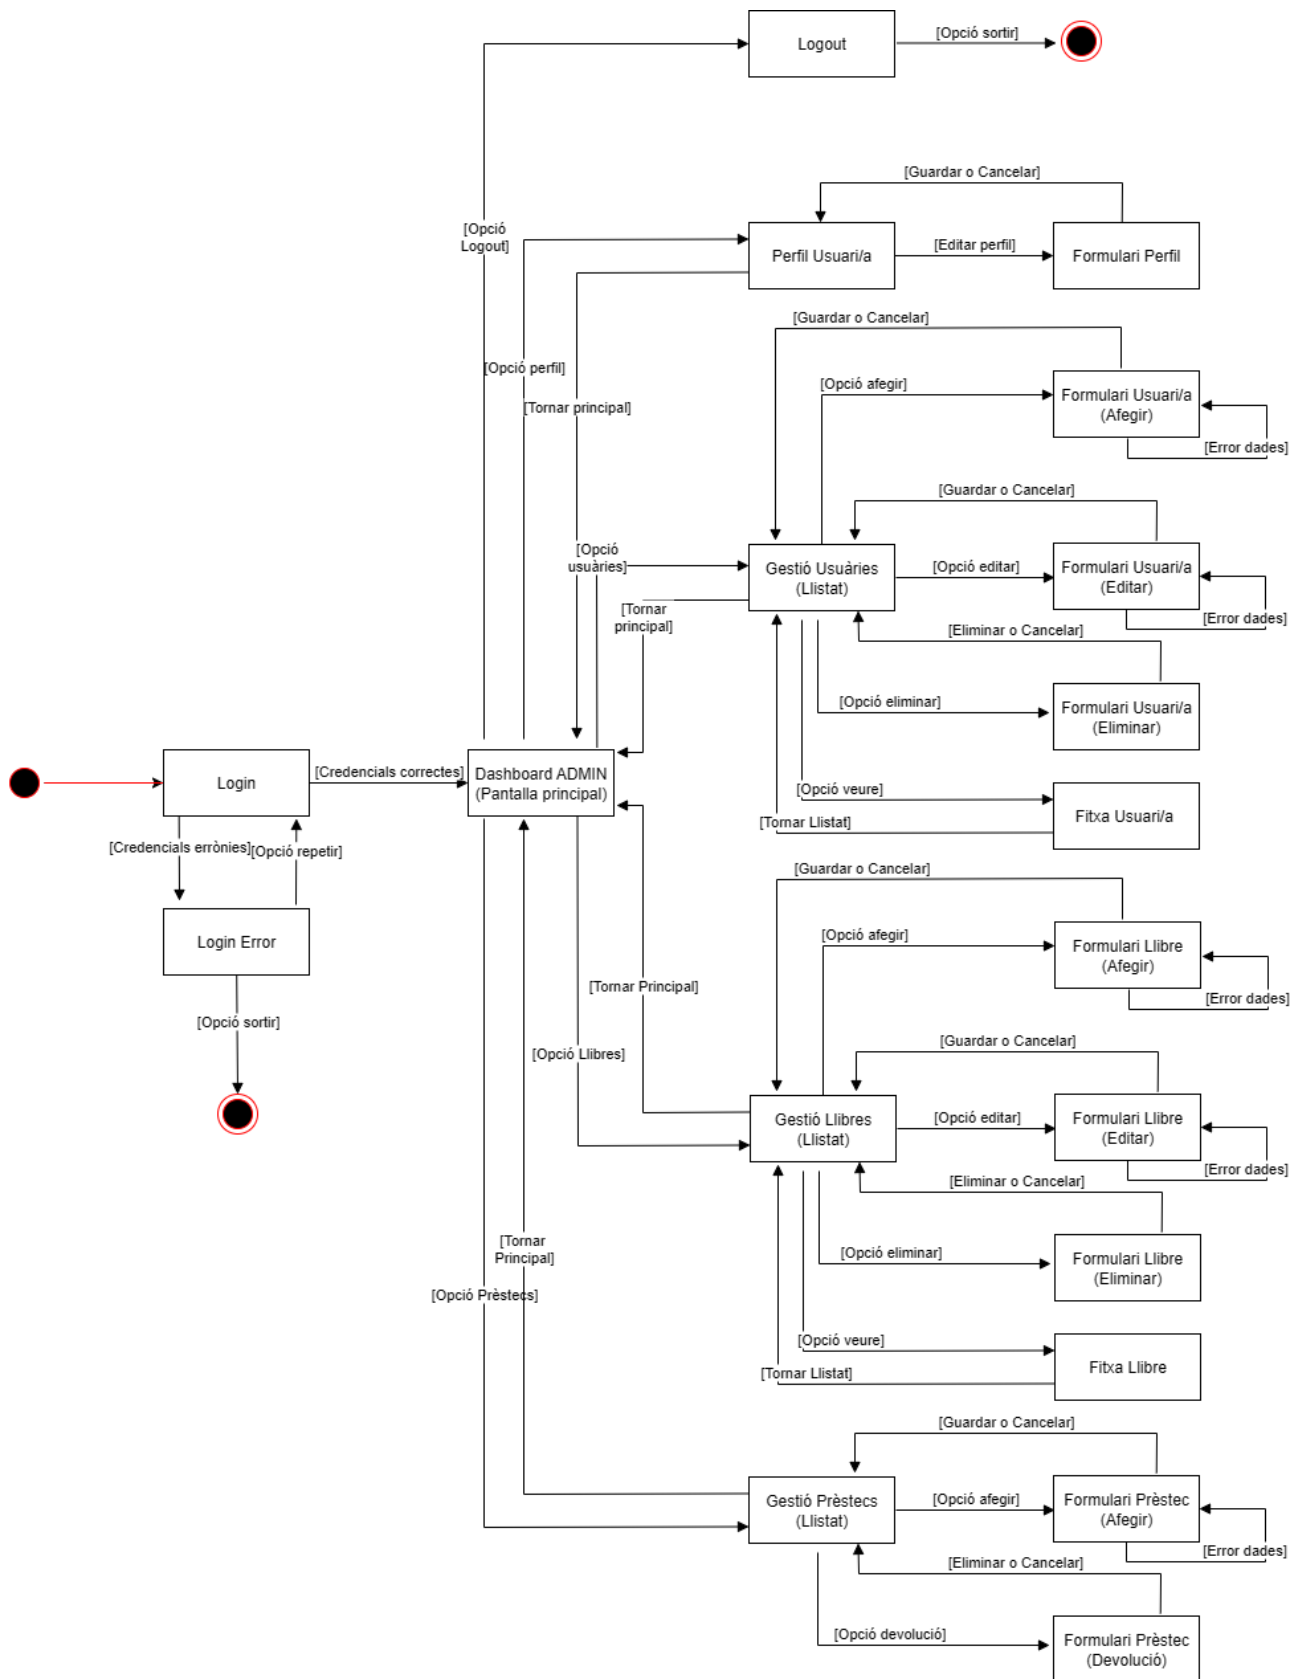 Logout
[Opció sortir]
[Guardar o Cancelar]
[Opció
Logout]
Perfil Usuari/a
[Editar perfil]
Formulari Perfil
[Guardar o Cancelar]
[Opció perfil]
[Tornar principal]
[Opció afegir]
Formulari Usuari/a
(Afegir)
[Error dades]
[Guardar o Cancelar]
[Opció
usuàries]
Gestió Usuàries
(Llistat)
[Opció editar]
Formulari Usuari/a
(Editar)
[Error dades]
[Tornar
principal]
[Eliminar o Cancelar]
[Opció eliminar]
Formulari Usuari/a
(Eliminar)
Login
[Credencials correctes]
Dashboard ADMIN
(Pantalla principal)
[Opció veure]
Fitxa Usuari/a
[Tornar Llistat]
[Credencials errònies]
[Opció repetir]
[Guardar o Cancelar]
Login Error
[Opció afegir]
Formulari Llibre
(Afegir)
[Error dades]
[Tornar Principal]
[Opció sortir]
[Opció Llibres]
[Guardar o Cancelar]
Gestió Llibres
(Llistat)
[Opció editar]
Formulari Llibre
(Editar)
[Error dades]
[Eliminar o Cancelar]
[Tornar
Principal]
[Opció eliminar]
Formulari Llibre
(Eliminar)
[Opció Prèstecs]
[Opció veure]
Fitxa Llibre
[Tornar Llistat]
[Guardar o Cancelar]
Gestió Prèstecs
(Llistat)
[Opció afegir]
Formulari Prèstec
(Afegir)
[Error dades]
[Eliminar o Cancelar]
[Opció devolució]
Formulari Prèstec
(Devolució)